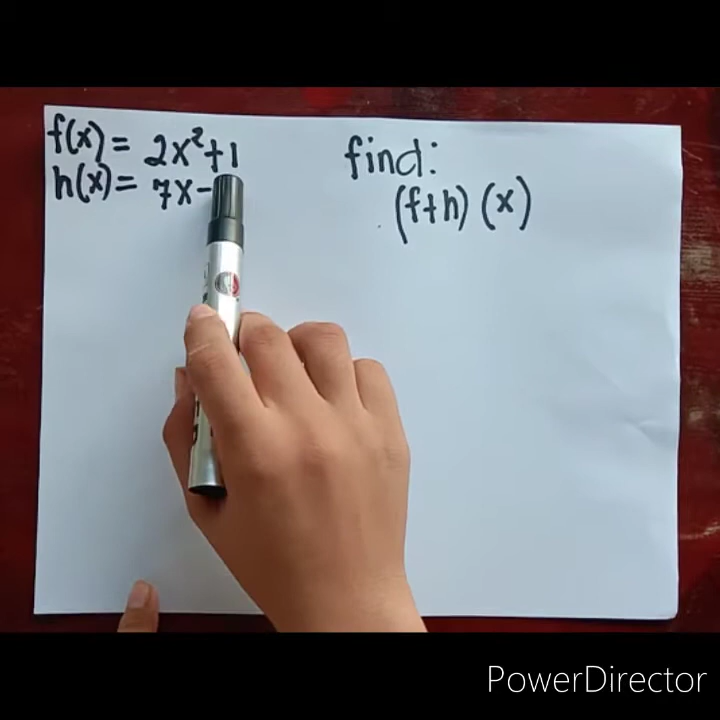 f(x) = 2x²+1
h(x) = 7x-
find:
(f+h) (x)
PowerDirector